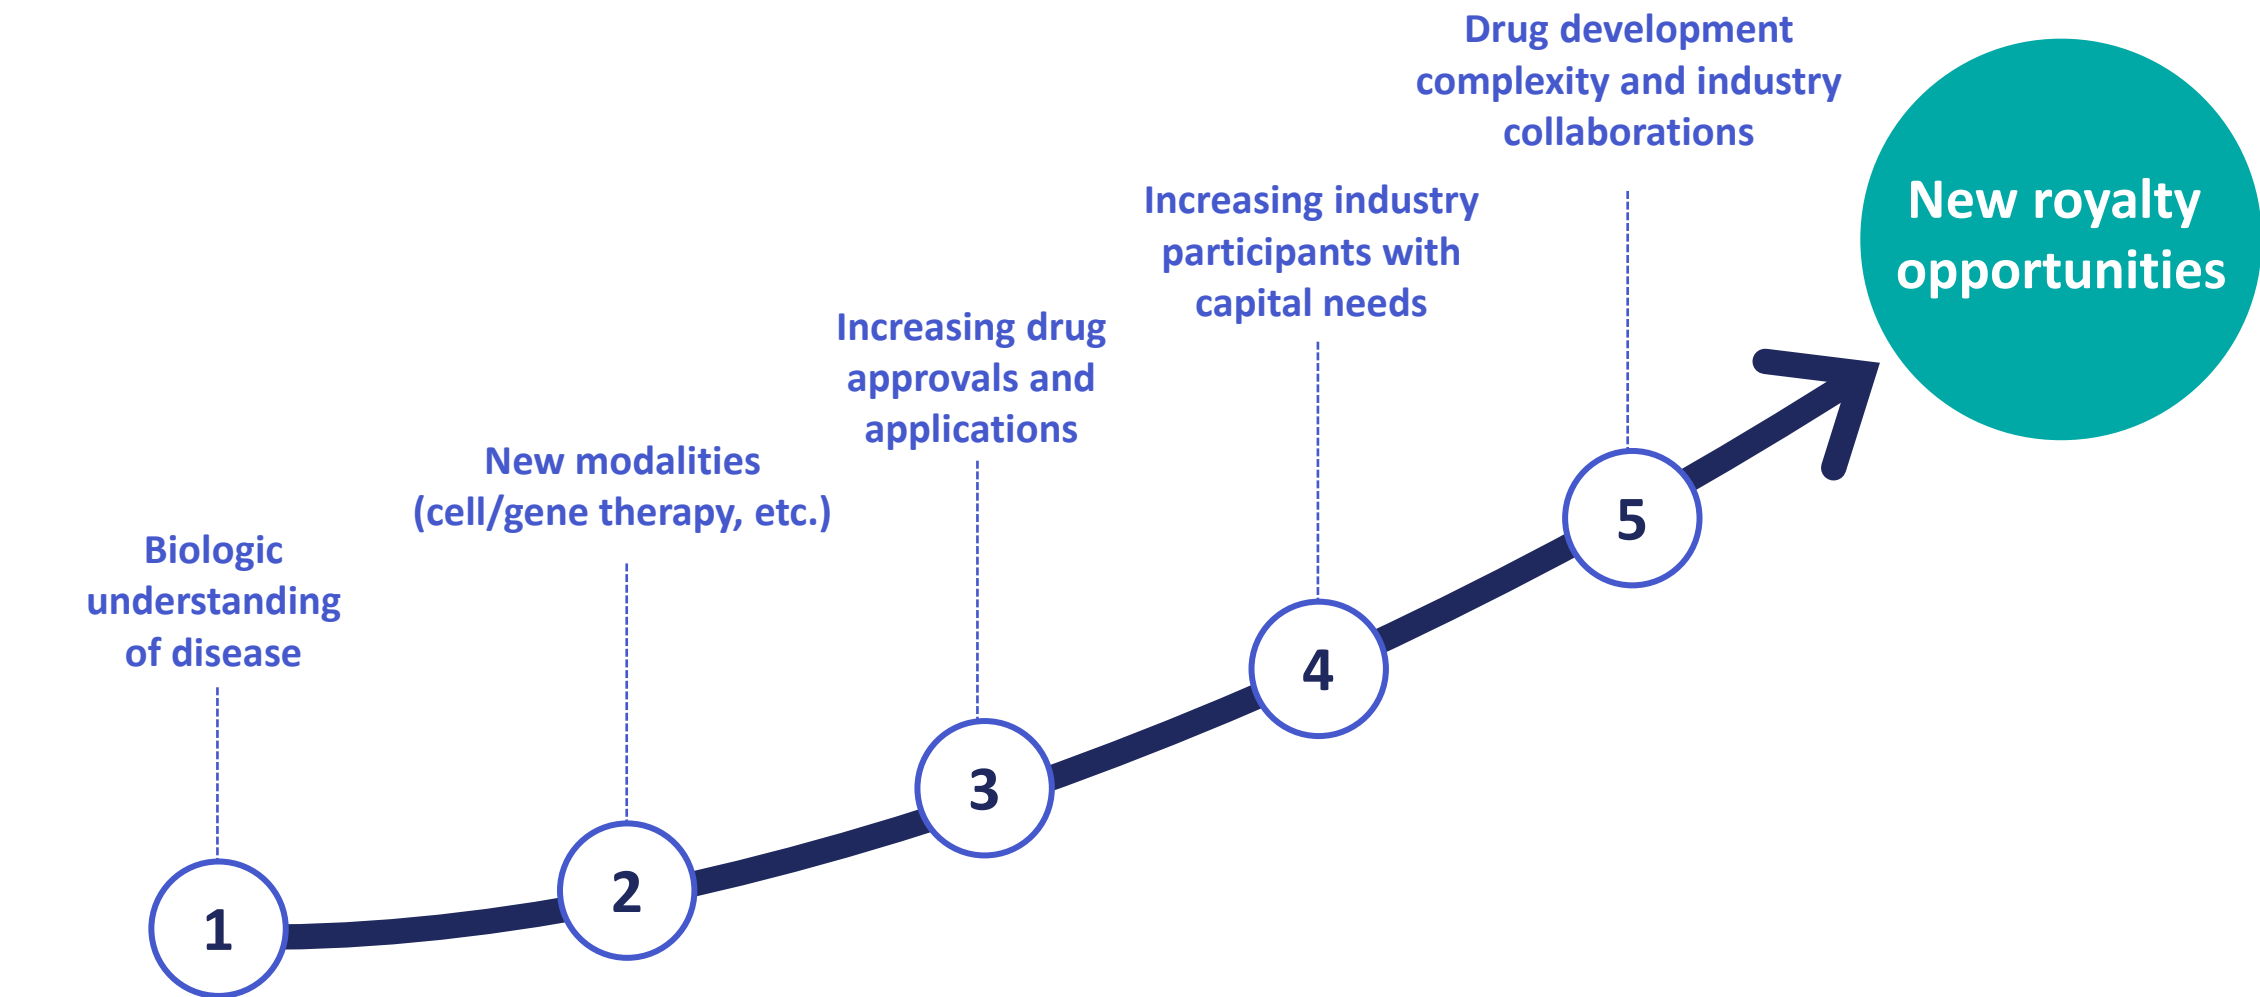 Biologic
understanding
of disease
1
New modalities
(cell/gene therapy, etc.)
2
Increasing drug
approvals and
applications
3
Increasing industry
participants with
capital needs
4
Drug development
complexity and industry
collaborations
5
New royalty
opportunities